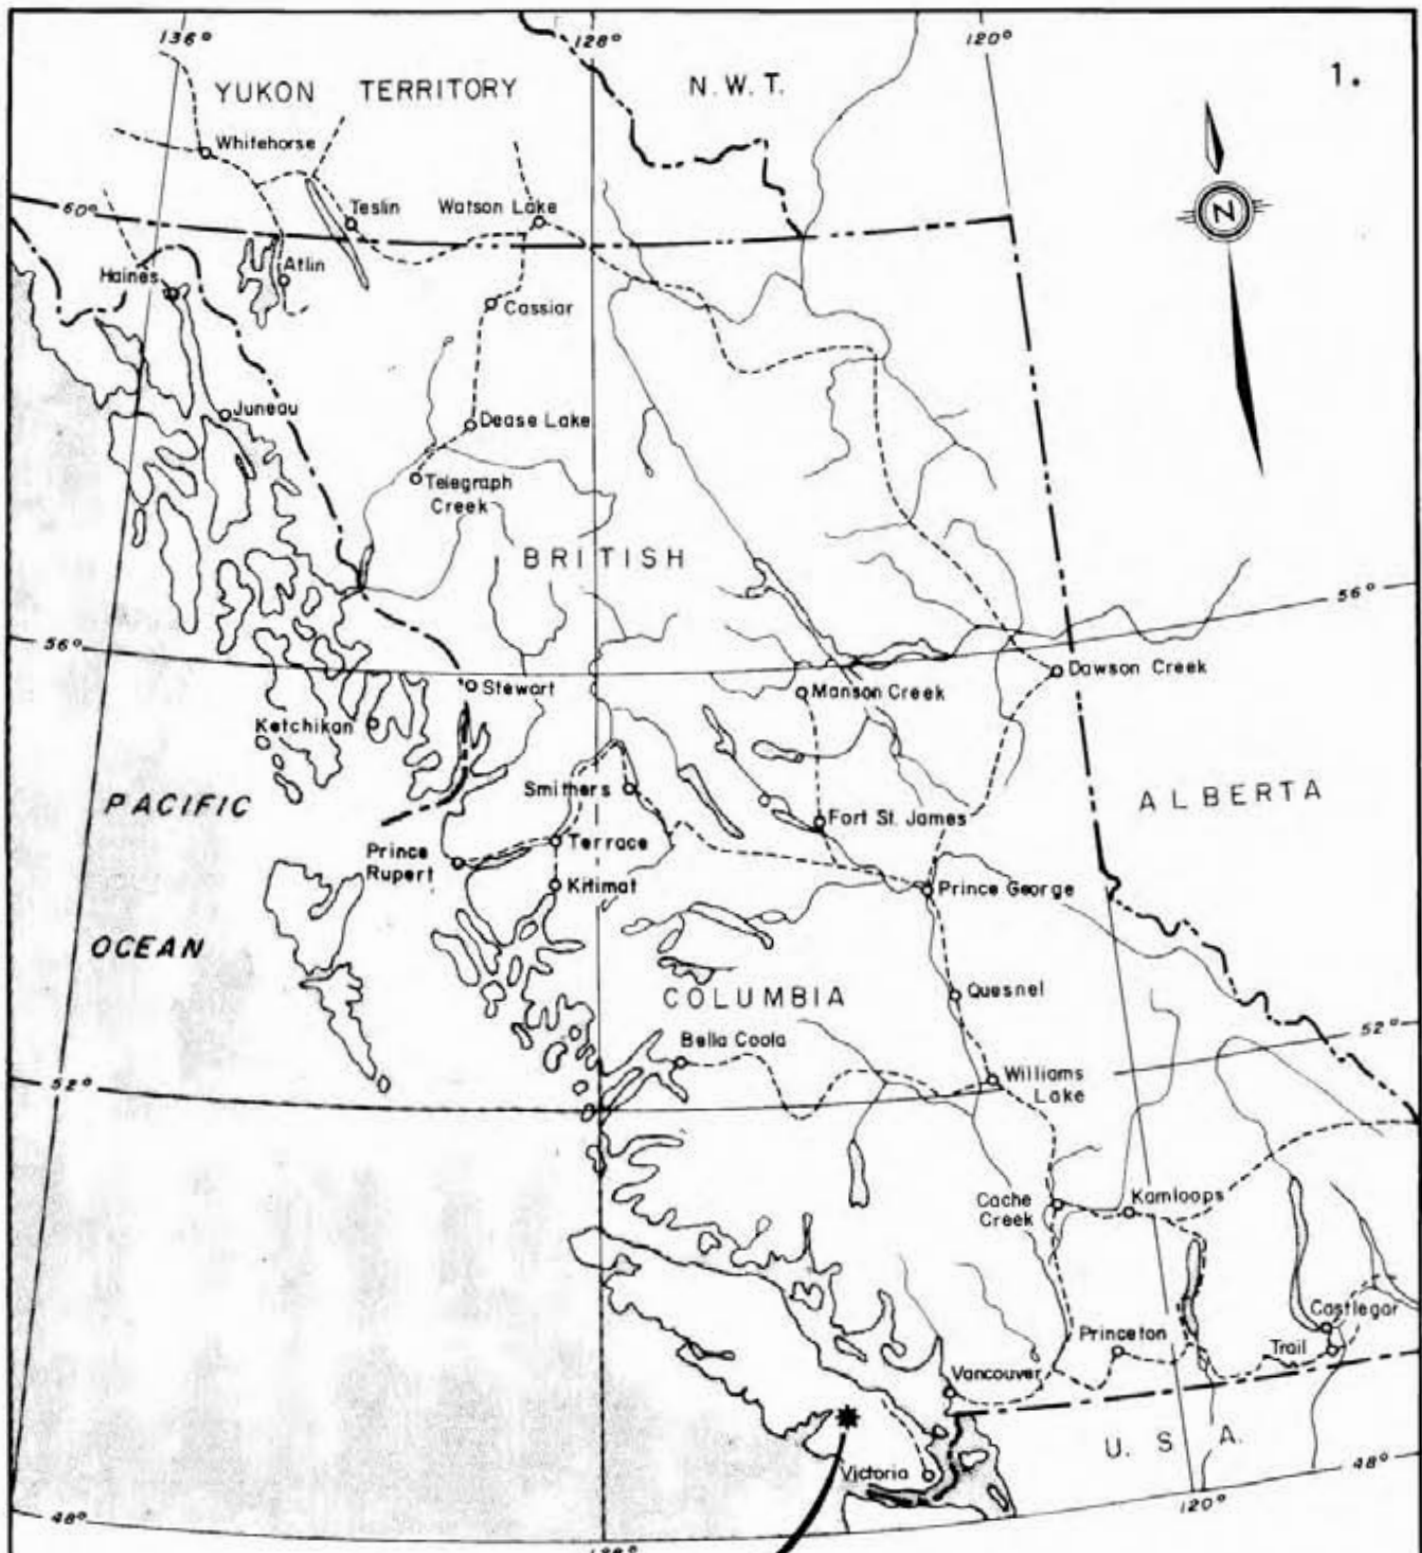 136°
128°
120°
1.
YUKON TERRITORY
N.W.T.
Whitehorse
N
60°
Teslin
Watson Lake
Haines
Atlin
Cassiar
Juneau
Dease Lake
Telegraph
Creek
BRITISH
56°
56°
Stewart
Manson Creek
Dawson Creek
Ketchikan
PACIFIC
Smithers
ALBERTA
Fort St. James
Prince
Rupert
Terrace
Kitimat
Prince George
OCEAN
COLUMBIA
Quesnel
Bella Coola
52°
52°
Williams
Lake
Cache
Creek
Kamloops
Castlegar
Princeton
Trail
Vancouver
U. S. A.
Victoria
48°
48°
120°
128°